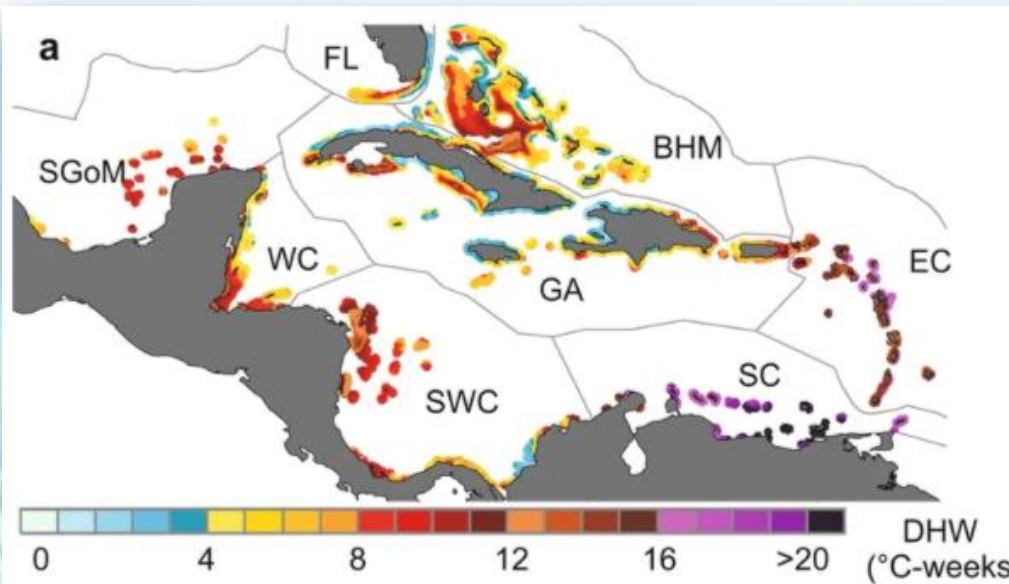 a
FL
SGoM
BHM
WC
GA
EC
SWC
SC
0 4 8 12 16 >20
DHW
(°C-weeks